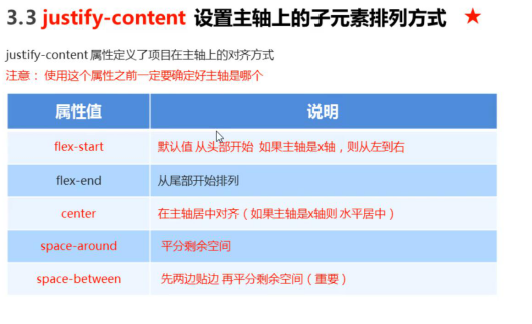 3.3 justify-content 设置主轴上的子元素排列方式 ★
justify-content 属性定义了项目在主轴上的对齐方式
注意： 使用这个属性之前一定要确定好主轴是哪个
属性值 说明
flex-start 默认值 从头部开始 如果主轴是x轴，则从左到右
flex-end 从尾部开始排列
center 在主轴居中对齐（如果主轴是x轴则 水平居中）
space-around 平分剩余空间
space-between 先两边贴边 再平分剩余空间（重要）